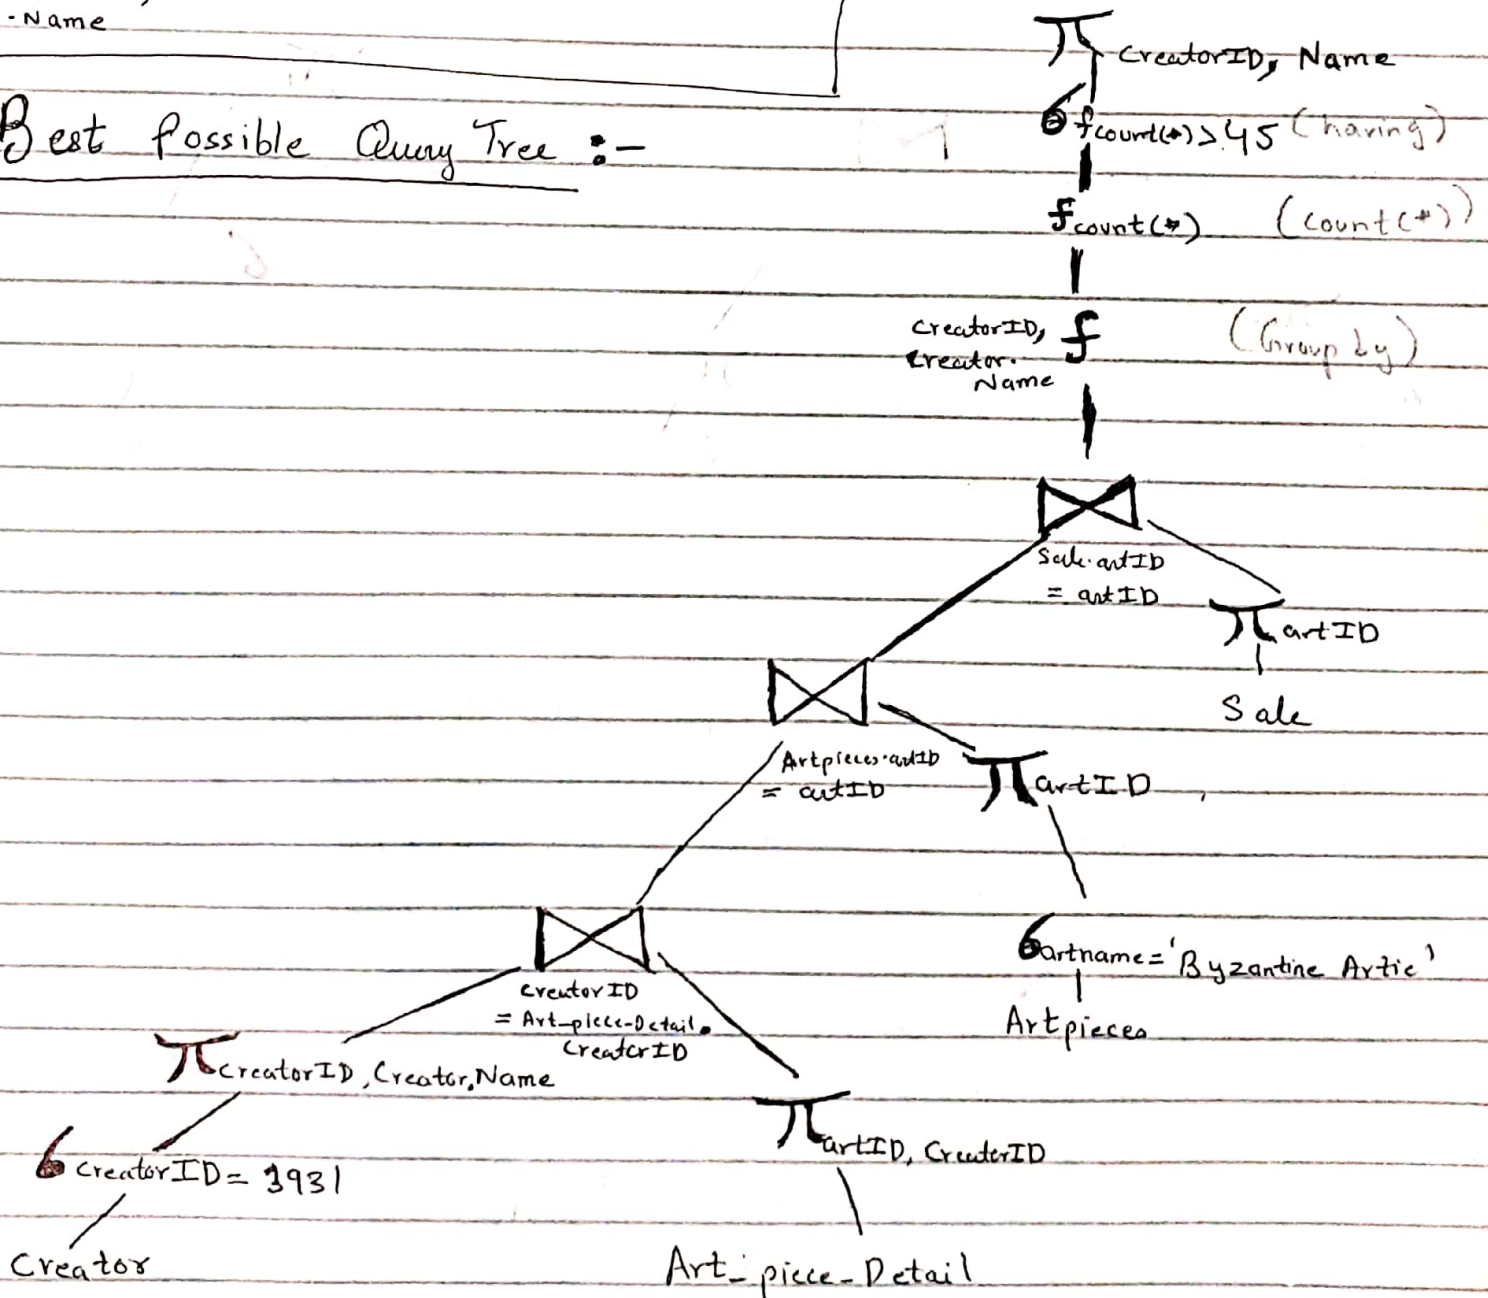 -Name
π CreatorID, Name
Best Possible Query Tree :-
σ fcount(*)>45 (having)
fcount(*) (count(*))
CreatorID, f (Group by)
Creator.
Name
Sale.artID
= artID
π artID
Sale
Artpieces.artID
= artID
π artID
σ artname='Byzantine Artic'
Artpieces
CreatorID
= Art_piece_Detail.
CreatorID
π CreatorID, Creator.Name
π artID, CreatorID
σ CreatorID = 3931
Creator
Art_piece_Detail